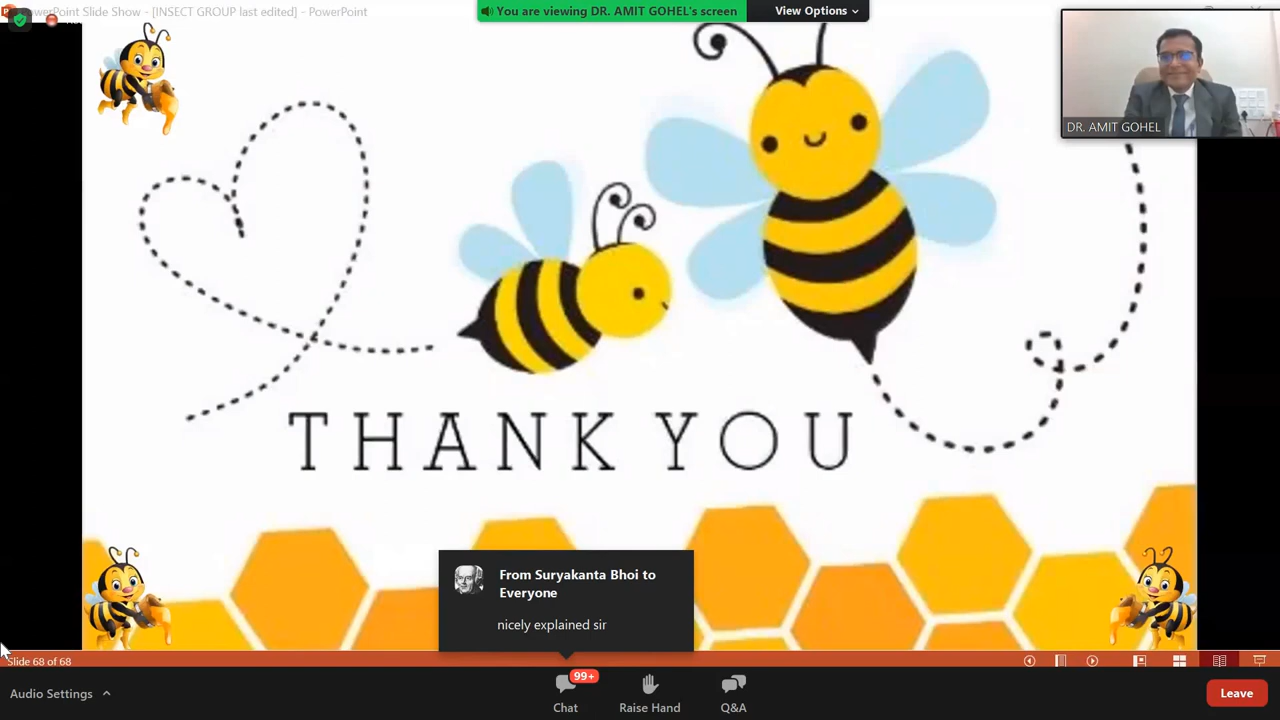 PowerPoint Slide Show - [INSECT GROUP last edited] - PowerPoint
You are viewing DR. AMIT GOHEL's screen
View Options
DR. AMIT GOHEL
THANK YOU
From Suryakanta Bhoi to
Everyone
nicely explained sir
Slide 68 of 68
Audio Settings
99+
Chat
Raise Hand
Q&A
Leave